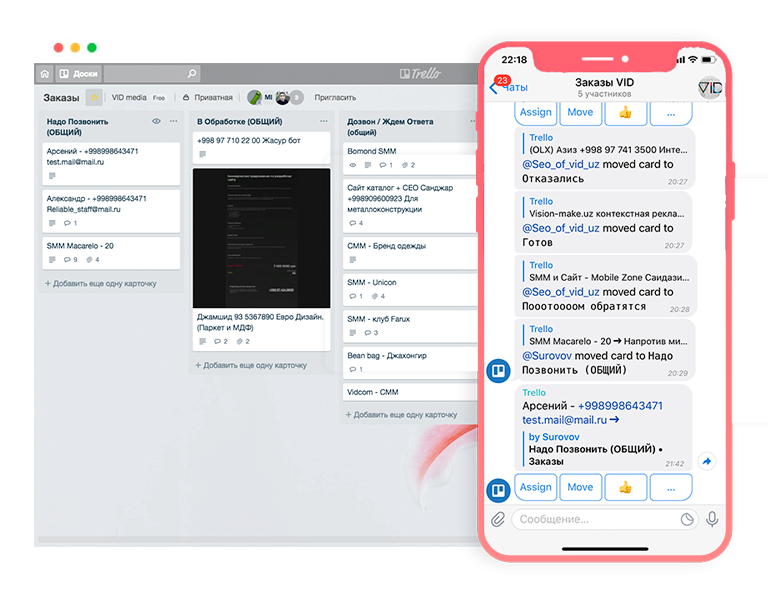 Доски
Trello
Заказы
VID media
Free
Приватная
MI
3
Пригласить
Надо Позвонить
(ОБЩИЙ)
Арсений - +998998643471
test.mail@mail.ru
Александр - +998998643471
Reliable_staff@mail.ru
1
SMM Macarelo - 20
9
4
+ Добавить еще одну карточку
В Обработке (ОБЩИЙ)
+998 97 710 22 00 Жасур бот
Джамшид 93 5367890 Евро Дизайн.
(Паркет и МДФ)
2
2
+ Добавить еще одну карточку
Дозвон / Ждем Ответа
(общий)
Bomond SMM
1
2
Сайт каталог + СЕО Санджар
+998909600923 Для
металлоконструкции
4
СММ - Бренд одежды
SMM - Unicon
1
4
SMM - клуб Farux
3
Bean bag - Джахонгир
1
Vidcom - СММ
+ Добавить еще одну карточку
22:18
23
Чаты
Заказы VID
5 участников
VID
Assign
Move
👍
...
Trello
(OLX) Азиз +998 97 741 3500 Инте...
@Seo_of_vid_uz moved card to
Отказались
20:27
Trello
Vision-make.uz контекстная рекла...
@Seo_of_vid_uz moved card to
Готов
20:27
Trello
SMM и Сайт - Mobile Zone Саидази...
@Seo_of_vid_uz moved card to
Пооотоооом обратятся
20:28
Trello
SMM Macarelo - 20 ➔ Напротив ми...
@Surovov moved card to Надо
Позвонить (ОБЩИЙ)
20:29
Trello
Арсений - +998998643471
test.mail@mail.ru ➔
by Surovov
Надо Позвонить (ОБЩИЙ) •
Заказы
21:42
Assign
Move
👍
...
Сообщение...